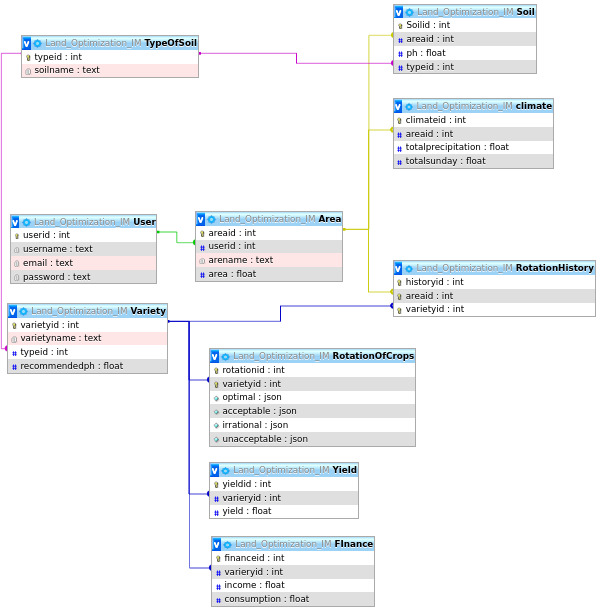 Land_Optimization_IM TypeOfSoil
typeid : int
soilname : text
Land_Optimization_IM Soil
Soilid : int
areaid : int
ph : float
typeid : int
Land_Optimization_IM climate
climateid : int
areaid : int
totalprecipitation : float
totalsunday : float
Land_Optimization_IM User
userid : int
username : text
email : text
password : text
Land_Optimization_IM Area
areaid : int
userid : int
arename : text
area : float
Land_Optimization_IM RotationHistory
historyid : int
areaid : int
varietyid : int
Land_Optimization_IM Variety
varietyid : int
varietyname : text
typeid : int
recommendedph : float
Land_Optimization_IM RotationOfCrops
rotationid : int
varietyid : int
optimal : json
acceptable : json
irrational : json
unacceptable : json
Land_Optimization_IM Yield
yieldid : int
varieryid : int
yield : float
Land_Optimization_IM FInance
financeid : int
varieryid : int
income : float
consumption : float